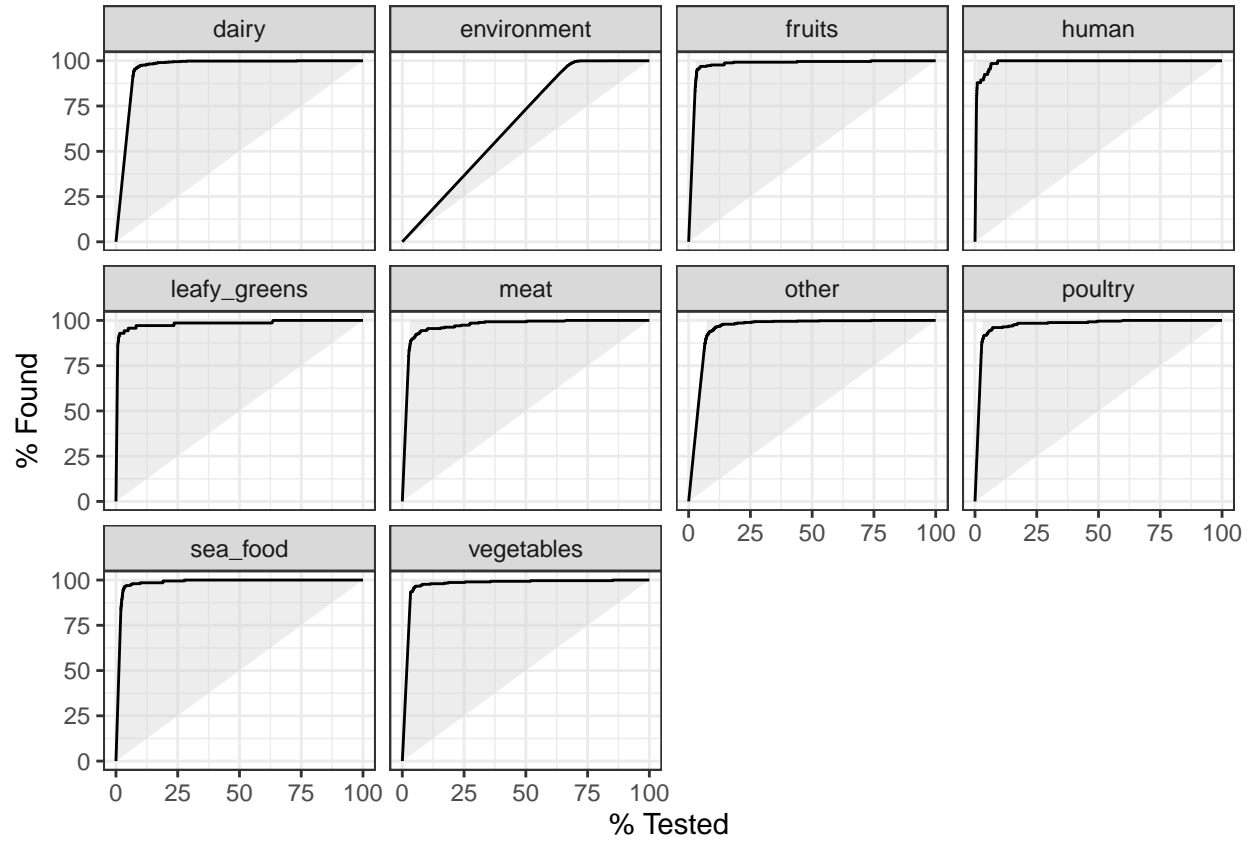 dairy environment fruits human
100
75
50
25
0
leafy_greens meat other poultry
100
75
50
25
0
0 25 50 75 100 0 25 50 75 100
sea_food vegetables
100
75
50
25
0
0 25 50 75 100 0 25 50 75 100
% Found
% Tested